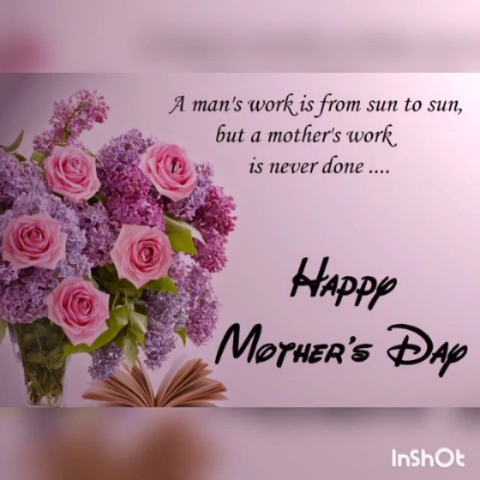 A man's work is from sun to sun,
but a mother's work
is never done ....
Happy
Mother's Day
InShOt